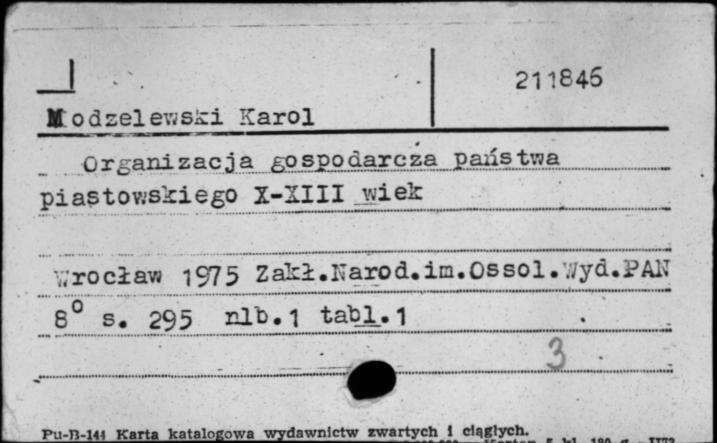 211846
Modzelewski Karol
Organizacja gospodarcza państwa
piastowskiego X-XIII wiek
Wrocław 1975 Zakł.Narod.im.Ossol.Wyd.PAN
8° s. 295 nlb.1 tabl.1
3
Pu-B-144 Karta katalogowa wydawnictw zwartych i ciągłych.